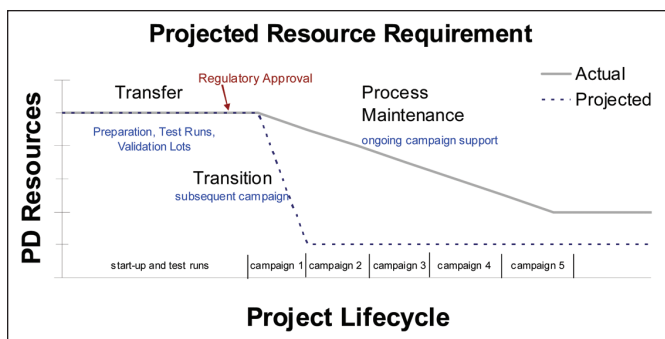 Projected Resource Requirement
Regulatory Approval
Transfer
Process
Maintenance
Actual
Projected
Preparation, Test Runs,
Validation Lots
ongoing campaign support
Transition
subsequent campaign
PD Resources
start-up and test runs
campaign 1
campaign 2
campaign 3
campaign 4
campaign 5
Project Lifecycle